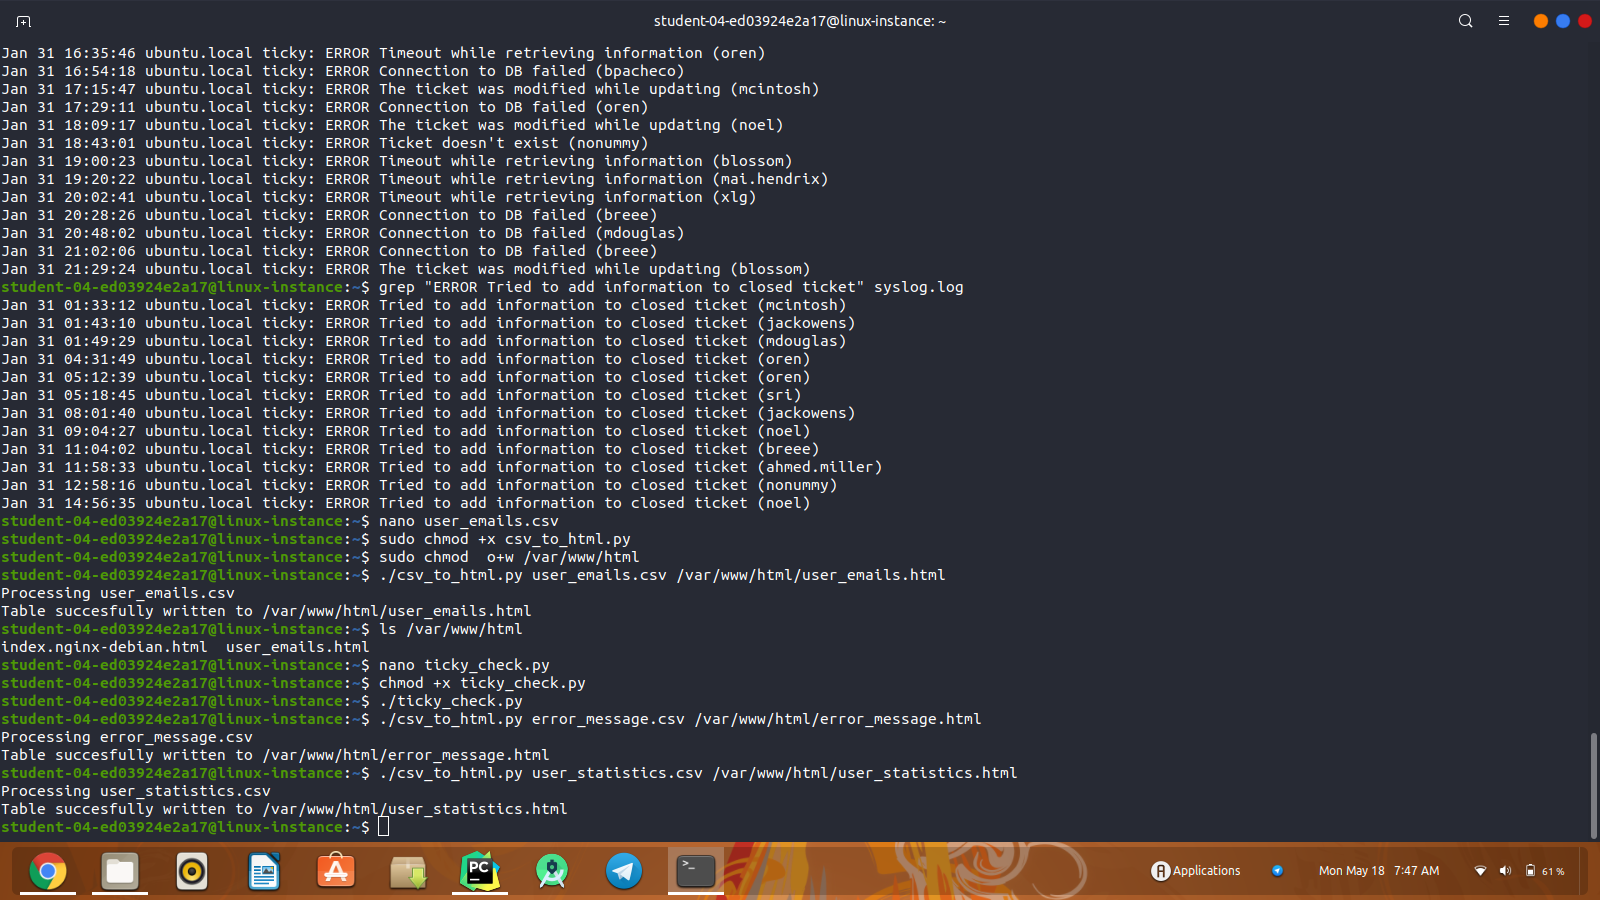 student-04-ed03924e2a17@linux-instance: ~
Jan 31 16:35:46 ubuntu.local ticky: ERROR Timeout while retrieving information (oren)
Jan 31 16:54:18 ubuntu.local ticky: ERROR Connection to DB failed (bpacheco)
Jan 31 17:15:47 ubuntu.local ticky: ERROR The ticket was modified while updating (mcintosh)
Jan 31 17:29:11 ubuntu.local ticky: ERROR Connection to DB failed (oren)
Jan 31 18:09:17 ubuntu.local ticky: ERROR The ticket was modified while updating (noel)
Jan 31 18:43:01 ubuntu.local ticky: ERROR Ticket doesn't exist (nonummy)
Jan 31 19:00:23 ubuntu.local ticky: ERROR Timeout while retrieving information (blossom)
Jan 31 19:20:22 ubuntu.local ticky: ERROR Timeout while retrieving information (mai.hendrix)
Jan 31 20:02:41 ubuntu.local ticky: ERROR Timeout while retrieving information (xlg)
Jan 31 20:28:26 ubuntu.local ticky: ERROR Connection to DB failed (breee)
Jan 31 20:48:02 ubuntu.local ticky: ERROR Connection to DB failed (mdouglas)
Jan 31 21:02:06 ubuntu.local ticky: ERROR Connection to DB failed (breee)
Jan 31 21:29:24 ubuntu.local ticky: ERROR The ticket was modified while updating (blossom)
student-04-ed03924e2a17@linux-instance:~$ grep "ERROR Tried to add information to closed ticket" syslog.log
Jan 31 01:33:12 ubuntu.local ticky: ERROR Tried to add information to closed ticket (mcintosh)
Jan 31 01:43:10 ubuntu.local ticky: ERROR Tried to add information to closed ticket (jackowens)
Jan 31 01:49:29 ubuntu.local ticky: ERROR Tried to add information to closed ticket (mdouglas)
Jan 31 04:31:49 ubuntu.local ticky: ERROR Tried to add information to closed ticket (oren)
Jan 31 05:12:39 ubuntu.local ticky: ERROR Tried to add information to closed ticket (oren)
Jan 31 05:18:45 ubuntu.local ticky: ERROR Tried to add information to closed ticket (sri)
Jan 31 08:01:40 ubuntu.local ticky: ERROR Tried to add information to closed ticket (jackowens)
Jan 31 09:04:27 ubuntu.local ticky: ERROR Tried to add information to closed ticket (noel)
Jan 31 11:04:02 ubuntu.local ticky: ERROR Tried to add information to closed ticket (breee)
Jan 31 11:58:33 ubuntu.local ticky: ERROR Tried to add information to closed ticket (ahmed.miller)
Jan 31 12:58:16 ubuntu.local ticky: ERROR Tried to add information to closed ticket (nonummy)
Jan 31 14:56:35 ubuntu.local ticky: ERROR Tried to add information to closed ticket (noel)
student-04-ed03924e2a17@linux-instance:~$ nano user_emails.csv
student-04-ed03924e2a17@linux-instance:~$ sudo chmod +x csv_to_html.py
student-04-ed03924e2a17@linux-instance:~$ sudo chmod  o+w /var/www/html
student-04-ed03924e2a17@linux-instance:~$ ./csv_to_html.py user_emails.csv /var/www/html/user_emails.html
Processing user_emails.csv
Table succesfully written to /var/www/html/user_emails.html
student-04-ed03924e2a17@linux-instance:~$ ls /var/www/html
index.nginx-debian.html  user_emails.html
student-04-ed03924e2a17@linux-instance:~$ nano ticky_check.py
student-04-ed03924e2a17@linux-instance:~$ chmod +x ticky_check.py
student-04-ed03924e2a17@linux-instance:~$ ./ticky_check.py
student-04-ed03924e2a17@linux-instance:~$ ./csv_to_html.py error_message.csv /var/www/html/error_message.html
Processing error_message.csv
Table succesfully written to /var/www/html/error_message.html
student-04-ed03924e2a17@linux-instance:~$ ./csv_to_html.py user_statistics.csv /var/www/html/user_statistics.html
Processing user_statistics.csv
Table succesfully written to /var/www/html/user_statistics.html
student-04-ed03924e2a17@linux-instance:~$
PC
>_
A Applications
Mon May 18  7:47 AM
61 %